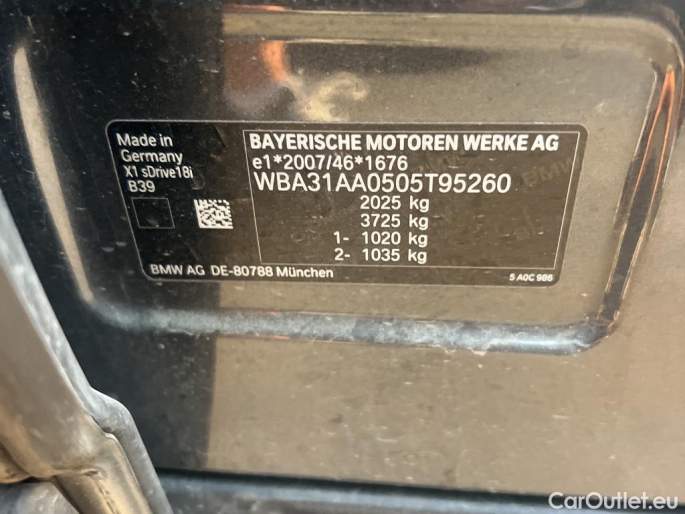 Made in
Germany
X1 sDrive18i
B39
BAYERISCHE MOTOREN WERKE AG
e1*2007/46*1676
WBA31AA0505T95260
2025 kg
3725 kg
1- 1020 kg
2- 1035 kg
BMW AG DE-80788 München
5 A0C 986
CarOutlet.eu